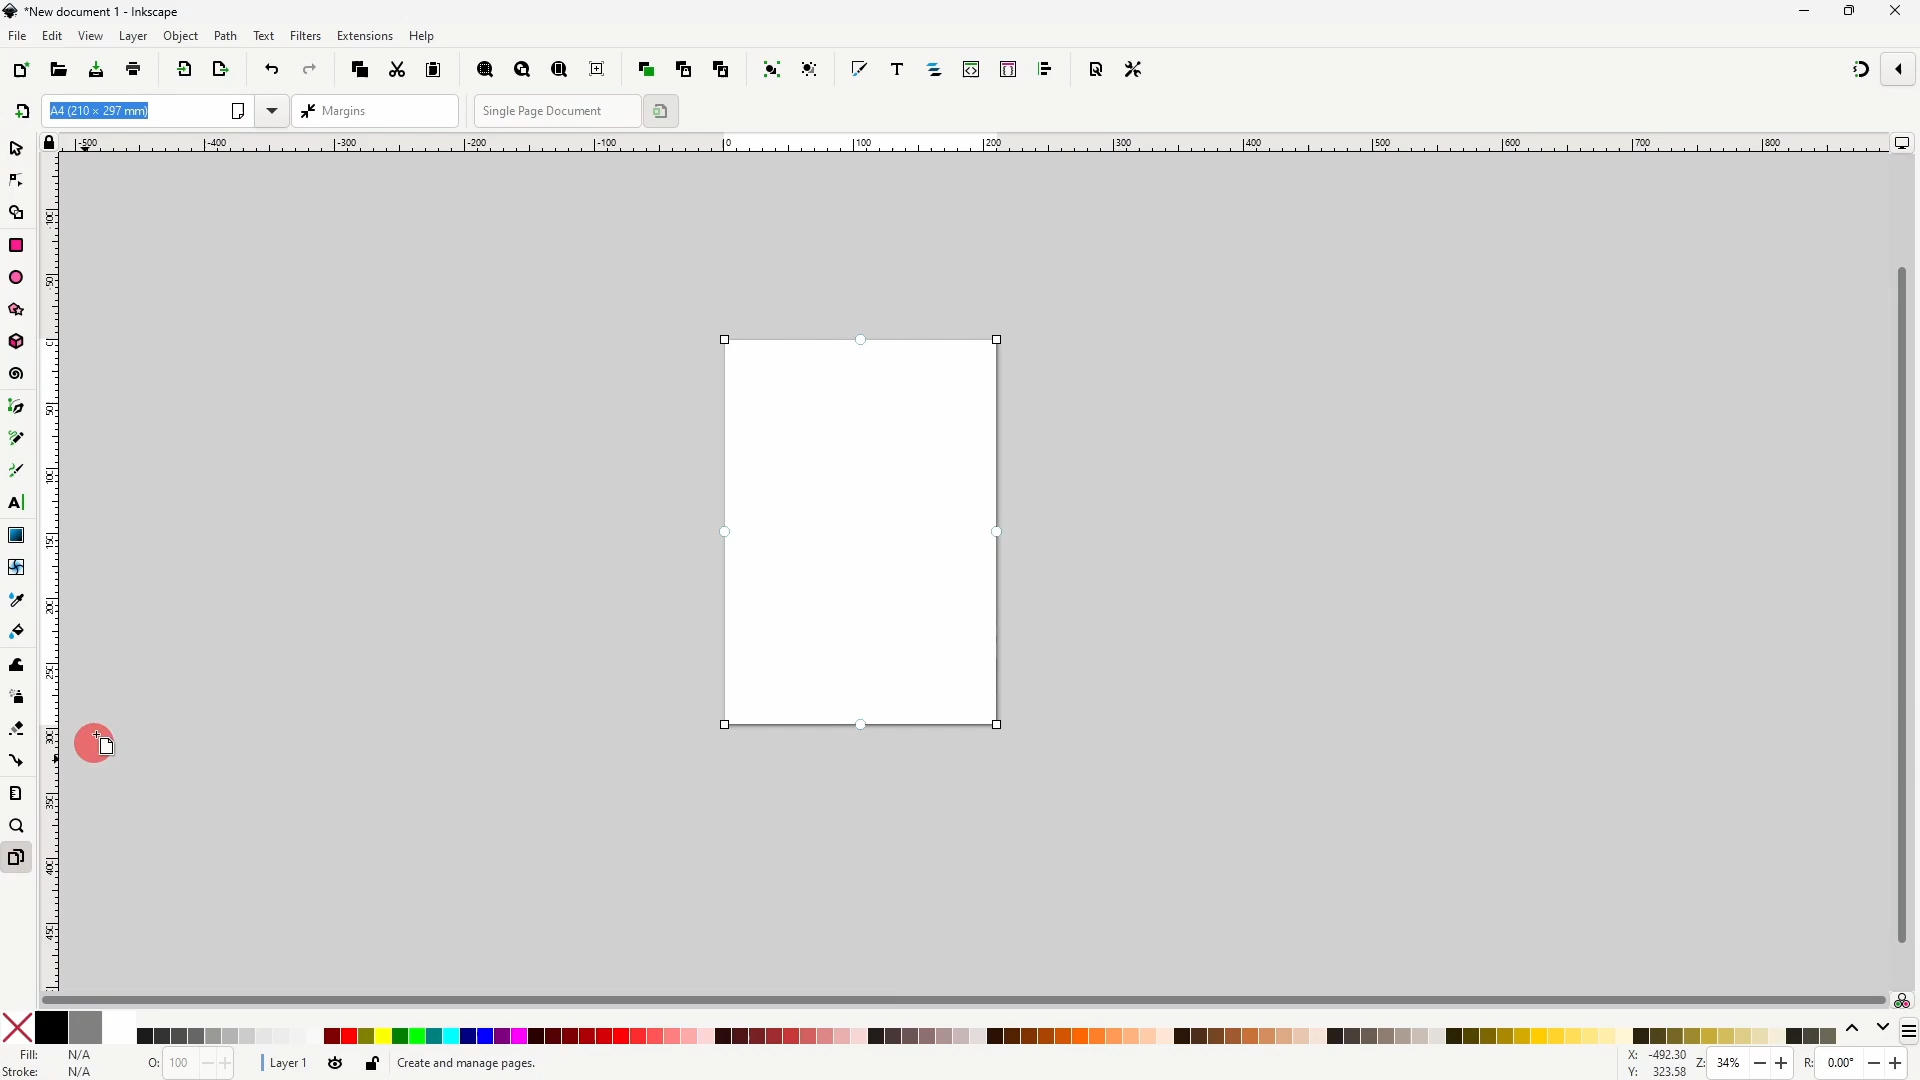 *New document 1 - Inkscape
File Edit View Layer Object Path Text Filters Extensions Help
A4 (210 × 297 mm) Margins Single Page Document
-500 -400 -300 -200 -100 0 100 200 300 400 500 600 700 800
Fill: N/A
Stroke: N/A
O: 100
Layer 1
Create and manage pages.
X: -492.30
Y: 323.58
Z: 34%
R: 0.00°